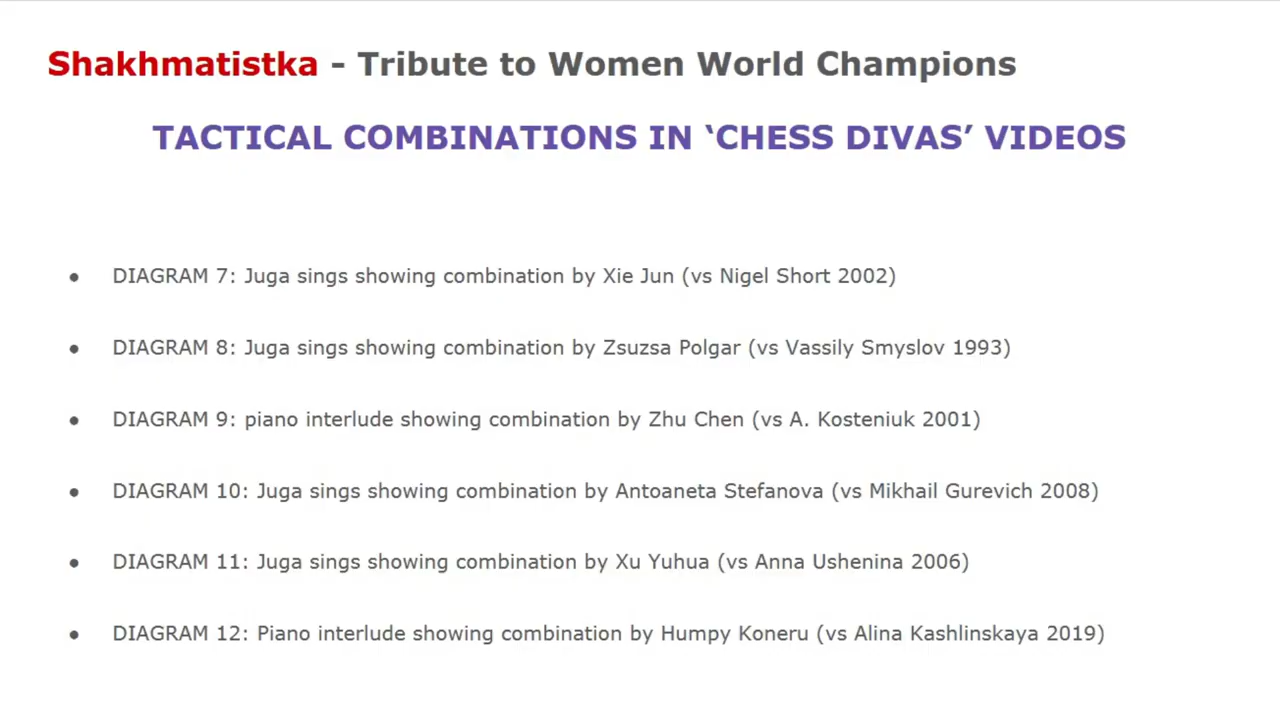 Shakhmatistka - Tribute to Women World Champions
TACTICAL COMBINATIONS IN ‘CHESS DIVAS’ VIDEOS
● DIAGRAM 7: Juga sings showing combination by Xie Jun (vs Nigel Short 2002)
● DIAGRAM 8: Juga sings showing combination by Zsuzsa Polgar (vs Vassily Smyslov 1993)
● DIAGRAM 9: piano interlude showing combination by Zhu Chen (vs A. Kosteniuk 2001)
● DIAGRAM 10: Juga sings showing combination by Antoaneta Stefanova (vs Mikhail Gurevich 2008)
● DIAGRAM 11: Juga sings showing combination by Xu Yuhua (vs Anna Ushenina 2006)
● DIAGRAM 12: Piano interlude showing combination by Humpy Koneru (vs Alina Kashlinskaya 2019)